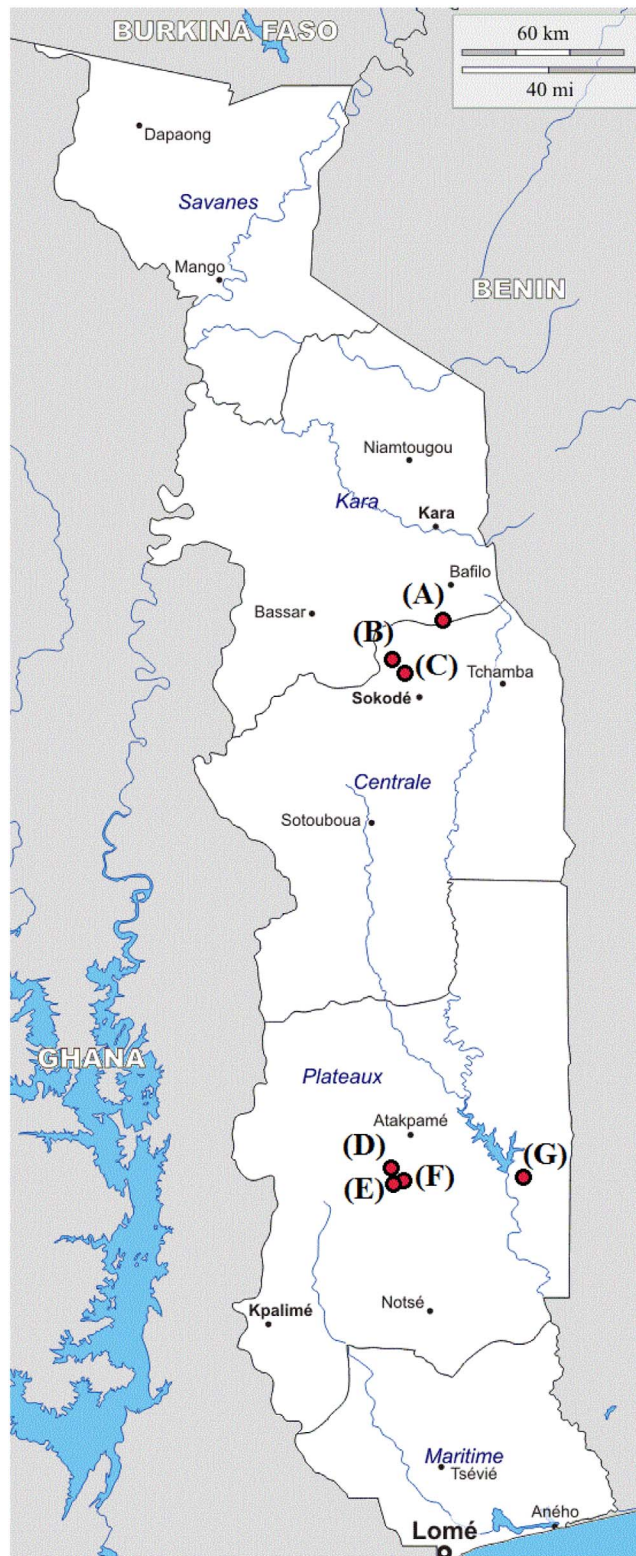 BURKINA FASO
60 km
40 mi
Dapaong
Savanes
Mango
BENIN
Niamtougou
Kara
Kara
Bafilo
Bassar
(A)
(B)
(C)
Tchamba
Sokodé
Centrale
Sotouboua
GHANA
Plateaux
Atakpamé
(D)
(G)
(E)
(F)
Notsé
Kpalimé
Maritime
Tsévié
Aného
Lomé